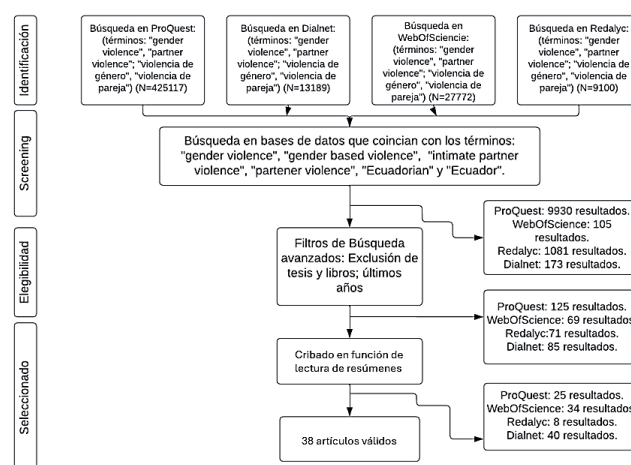 Identificación
Búsqueda en ProQuest:
(términos: "gender
violence", "partner
violence"; "violencia de
género", "violencia de
pareja") (N=425117)
Búsqueda en Dialnet:
(términos: "gender
violence", "partner
violence"; "violencia de
género", "violencia de
pareja") (N=13189)
Búsqueda en
WebOfScience:
(términos: "gender
violence", "partner
violence"; "violencia de
género", "violencia de
pareja") (N=27772)
Búsqueda en Redalyc:
(términos: "gender
violence", "partner
violence"; "violencia de
género", "violencia de
pareja") (N=9100)
Screening
Búsqueda en bases de datos que coincian con los términos:
"gender violence", "gender based violence", "intimate partner
violence", "partener violence", "Ecuadorian" y "Ecuador".
ProQuest: 9930 resultados.
WebOfScience: 105
resultados.
Redalyc: 1081 resultados.
Dialnet: 173 resultados.
Elegibilidad
Filtros de Búsqueda
avanzados: Exclusión de
tesis y libros; últimos
años
ProQuest: 125 resultados.
WebOfScience: 69 resultados.
Redalyc:71 resultados.
Dialnet: 85 resultados.
Seleccionado
Cribado en función de
lectura de resúmenes
ProQuest: 25 resultados.
WebOfScience: 34 resultados.
Redalyc: 8 resultados.
Dialnet: 40 resultados.
38 artículos válidos